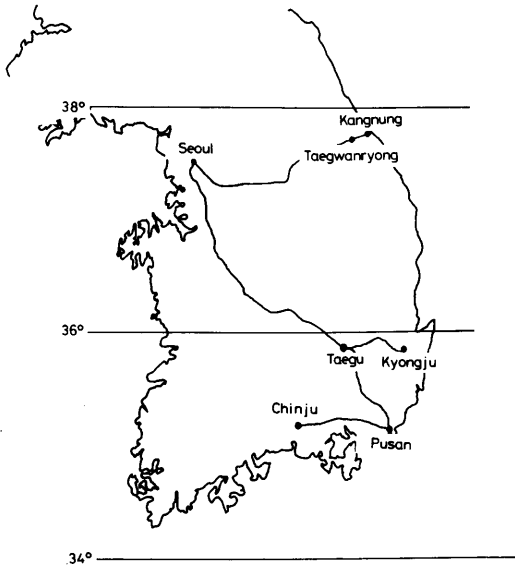 38°
Kangnung
Seoul
Taegwanryong
36°
Taegu
Kyongju
Chinju
Pusan
34°